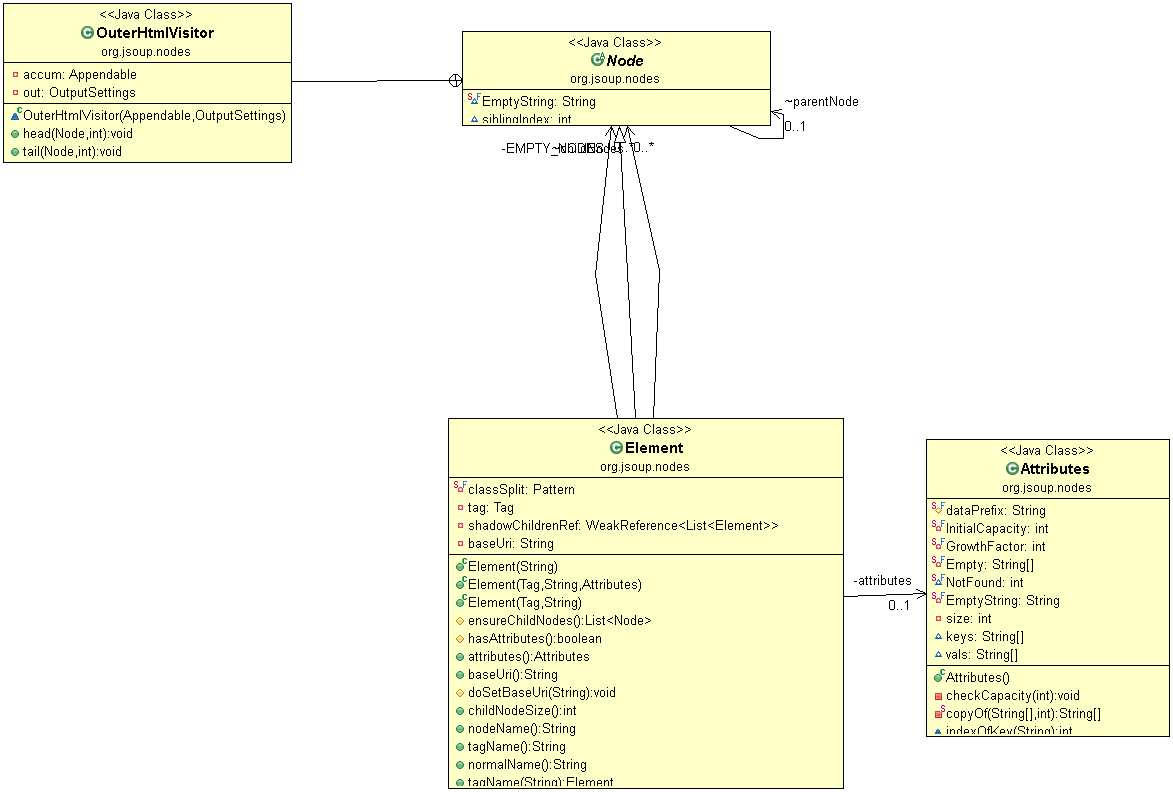 <<Java Class>>
OuterHtmlVisitor
org.jsoup.nodes
accum: Appendable
out: OutputSettings
OuterHtmlVisitor(Appendable,OutputSettings)
head(Node,int):void
tail(Node,int):void
<<Java Class>>
Node
org.jsoup.nodes
EmptyString: String
siblingIndex: int
~parentNode
0..1
-EMPTY_NODES
~childNodes
0..*
<<Java Class>>
Element
org.jsoup.nodes
classSplit: Pattern
tag: Tag
shadowChildrenRef: WeakReference<List<Element>>
baseUri: String
Element(String)
Element(Tag,String,Attributes)
Element(Tag,String)
ensureChildNodes():List<Node>
hasAttributes():boolean
attributes():Attributes
baseUri():String
doSetBaseUri(String):void
childNodeSize():int
nodeName():String
tagName():String
normalName():String
tagName(String):Element
-attributes
0..1
<<Java Class>>
Attributes
org.jsoup.nodes
dataPrefix: String
InitialCapacity: int
GrowthFactor: int
Empty: String[]
NotFound: int
EmptyString: String
size: int
keys: String[]
vals: String[]
Attributes()
checkCapacity(int):void
copyOf(String[],int):String[]
indexOfKey(String):int